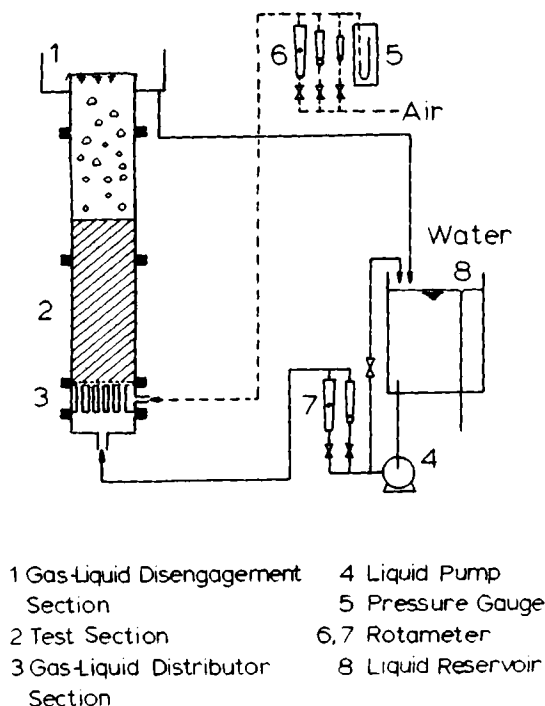 1
6
5
Air
Water
8
2
3
7
4
1 Gas-Liquid Disengagement
Section
2 Test Section
3 Gas-Liquid Distributor
Section
4 Liquid Pump
5 Pressure Gauge
6,7 Rotameter
8 Liquid Reservoir